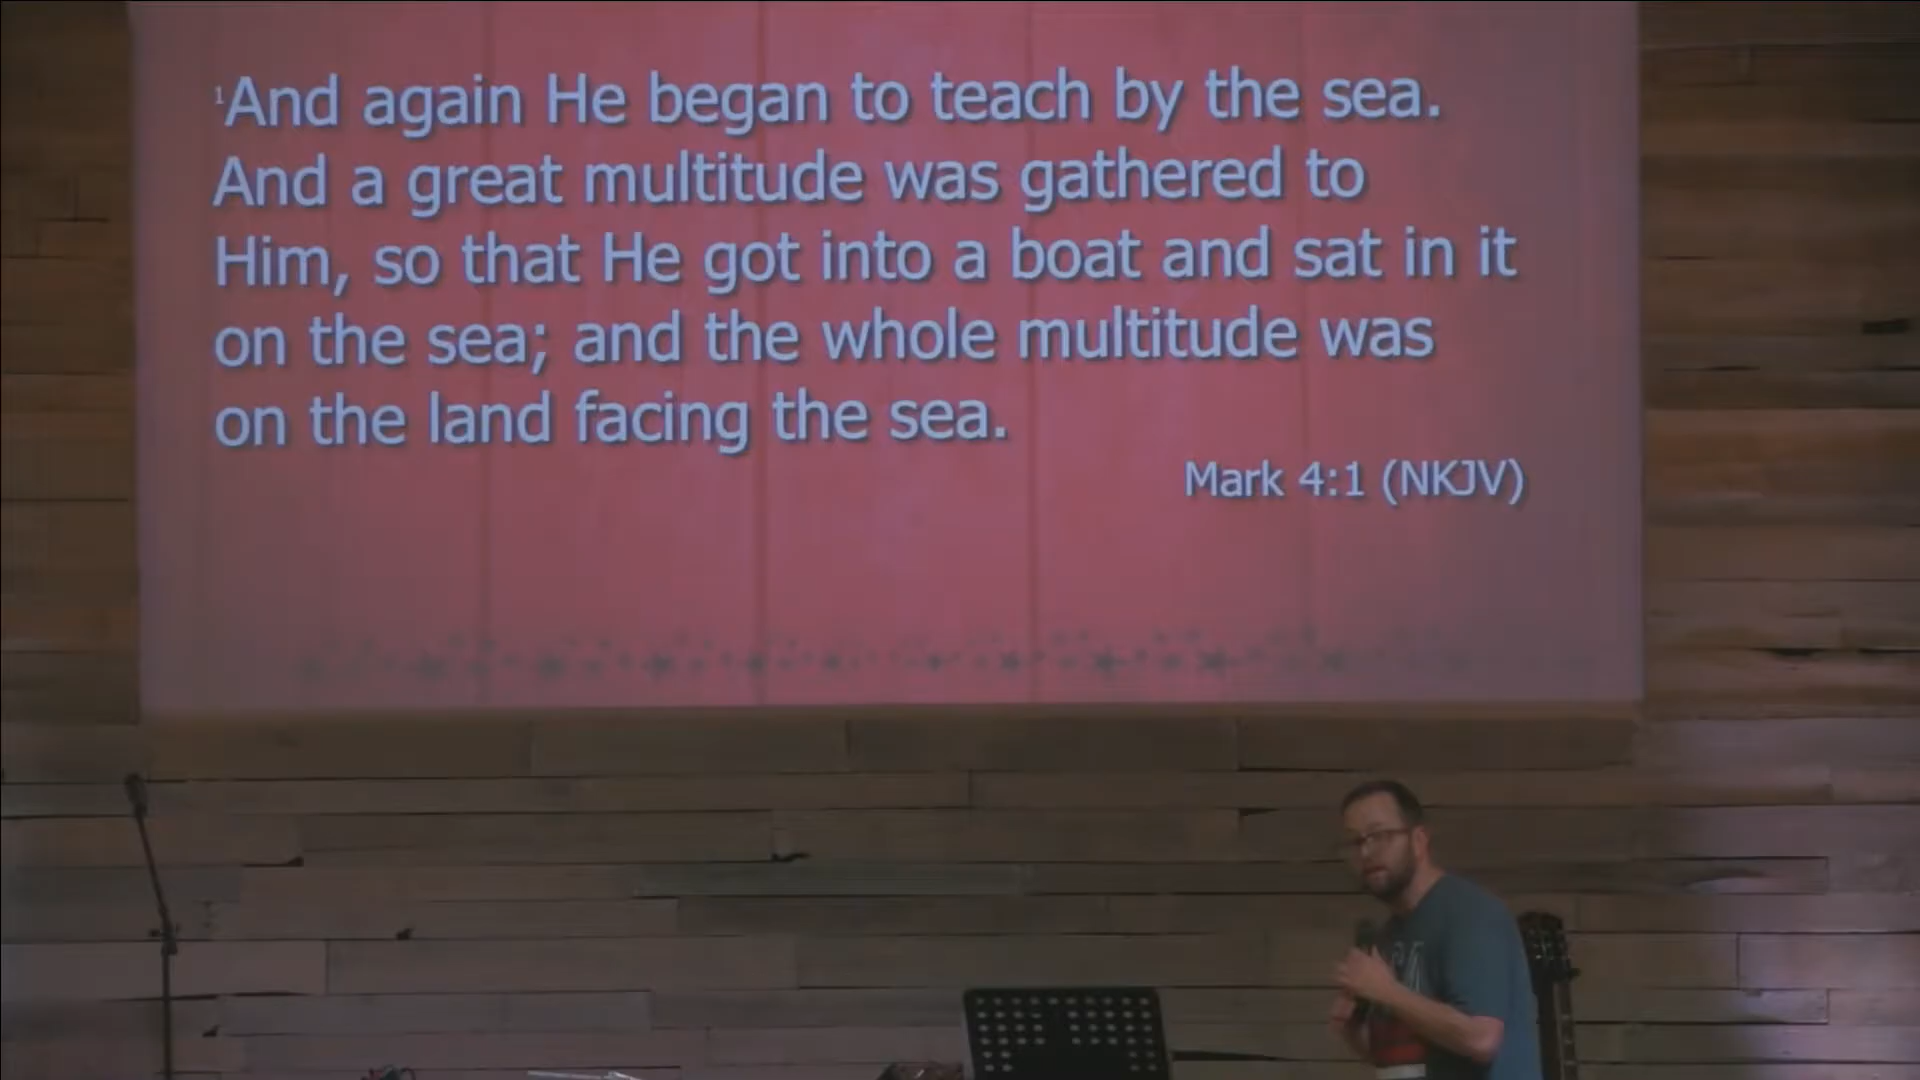 ¹And again He began to teach by the sea.
And a great multitude was gathered to
Him, so that He got into a boat and sat in it
on the sea; and the whole multitude was
on the land facing the sea.
Mark 4:1 (NKJV)